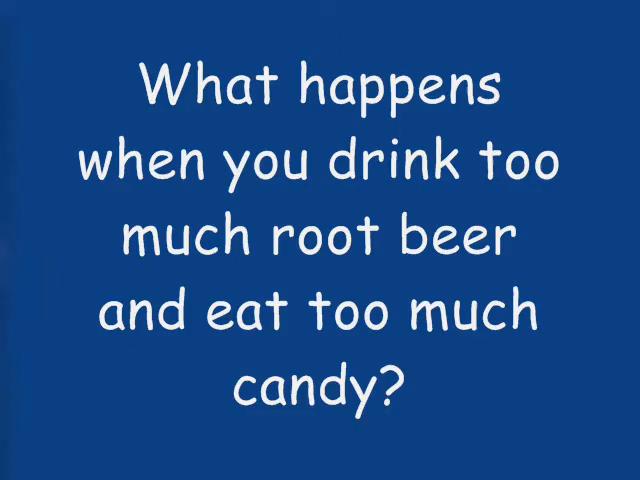 What happens
when you drink too
much root beer
and eat too much
candy?